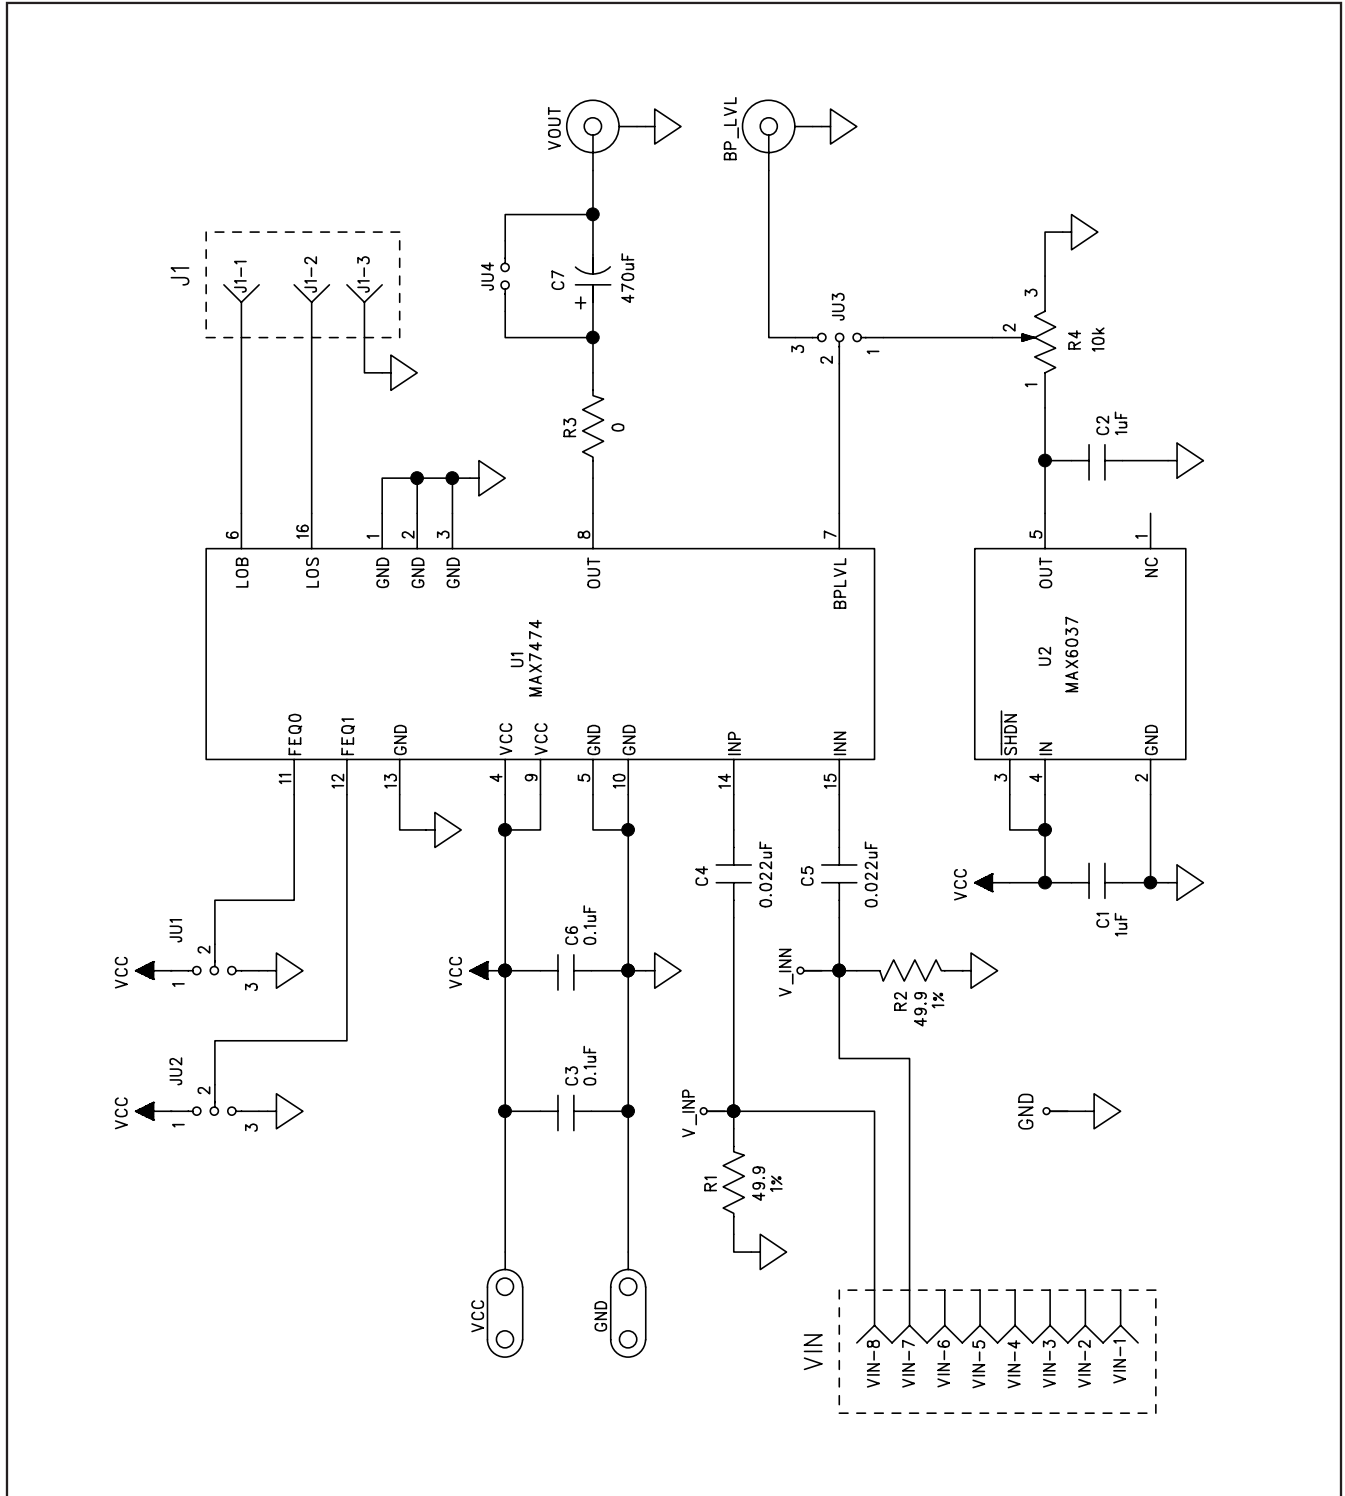 J1
J1-1
J1-2
J1-3
VOUT
BP_LVL
JU4
C7
+
470uF
R3
0
JU3
3
2
1
3
2
1
R4
10k
C2
1uF
6
16
1
2
3
8
7
5
1
LOB
LOS
GND
GND
GND
OUT
BPLVL
OUT
NC
U1
MAX7474
U2
MAX6037
FEQ0
FEQ1
GND
VCC
VCC
GND
GND
INP
INN
SHDN
IN
GND
11
12
13
4
9
5
10
14
15
3
4
2
C4
0.022uF
C5
0.022uF
VCC
C1
1uF
VCC
JU1
1
2
3
VCC
C6
0.1uF
V_INN
R2
49.9
1%
VCC
JU2
1
2
3
C3
0.1uF
V_INP
R1
49.9
1%
GND
VCC
GND
VIN
VIN-8
VIN-7
VIN-6
VIN-5
VIN-4
VIN-3
VIN-2
VIN-1